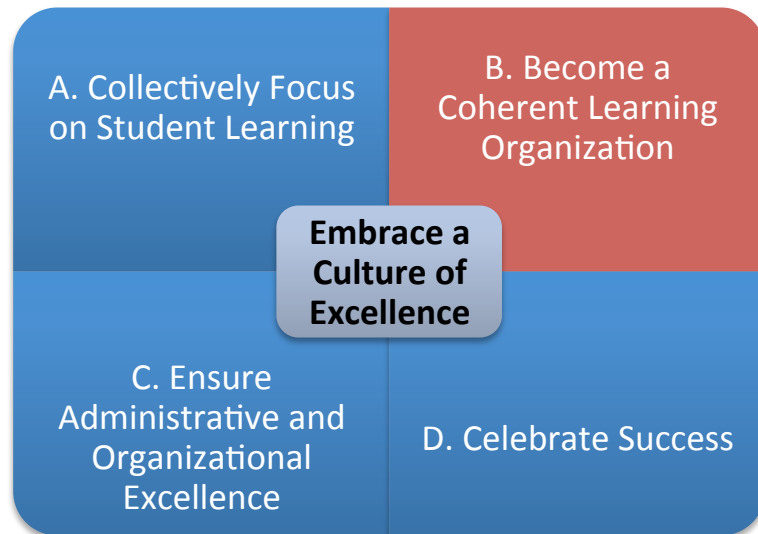 A. Collectively Focus
on Student Learning
B. Become a
Coherent Learning
Organization
Embrace a
Culture of
Excellence
C. Ensure
Administrative and
Organizational
Excellence
D. Celebrate Success